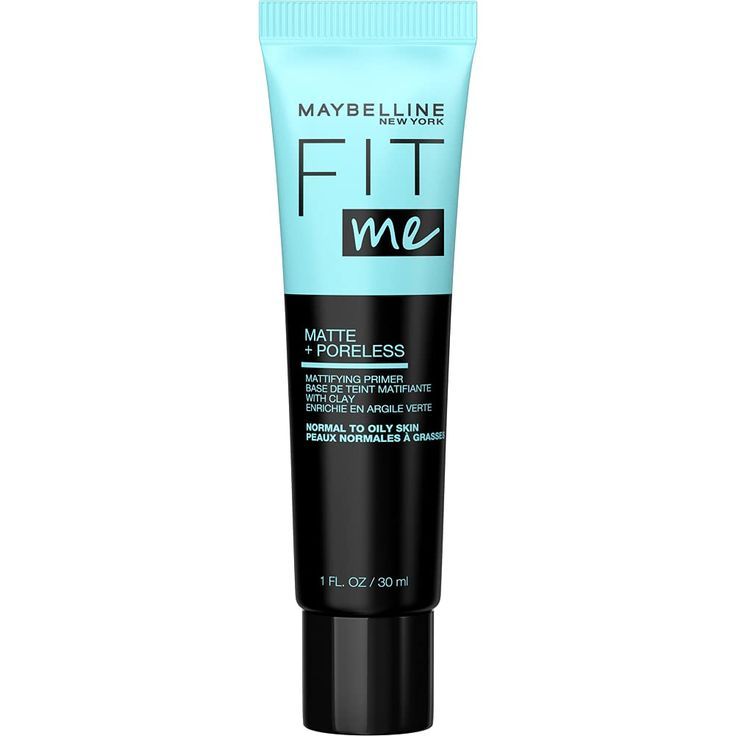 MAYBELLINE
NEW YORK
FIT
me
MATTE
+ PORELESS
MATTIFYING PRIMER
BASE DE TEINT MATIFIANTE
WITH CLAY
ENRICHIE EN ARGILE VERTE
NORMAL TO OILY SKIN
PEAUX NORMALES À GRASSES
1 FL. OZ / 30 ml